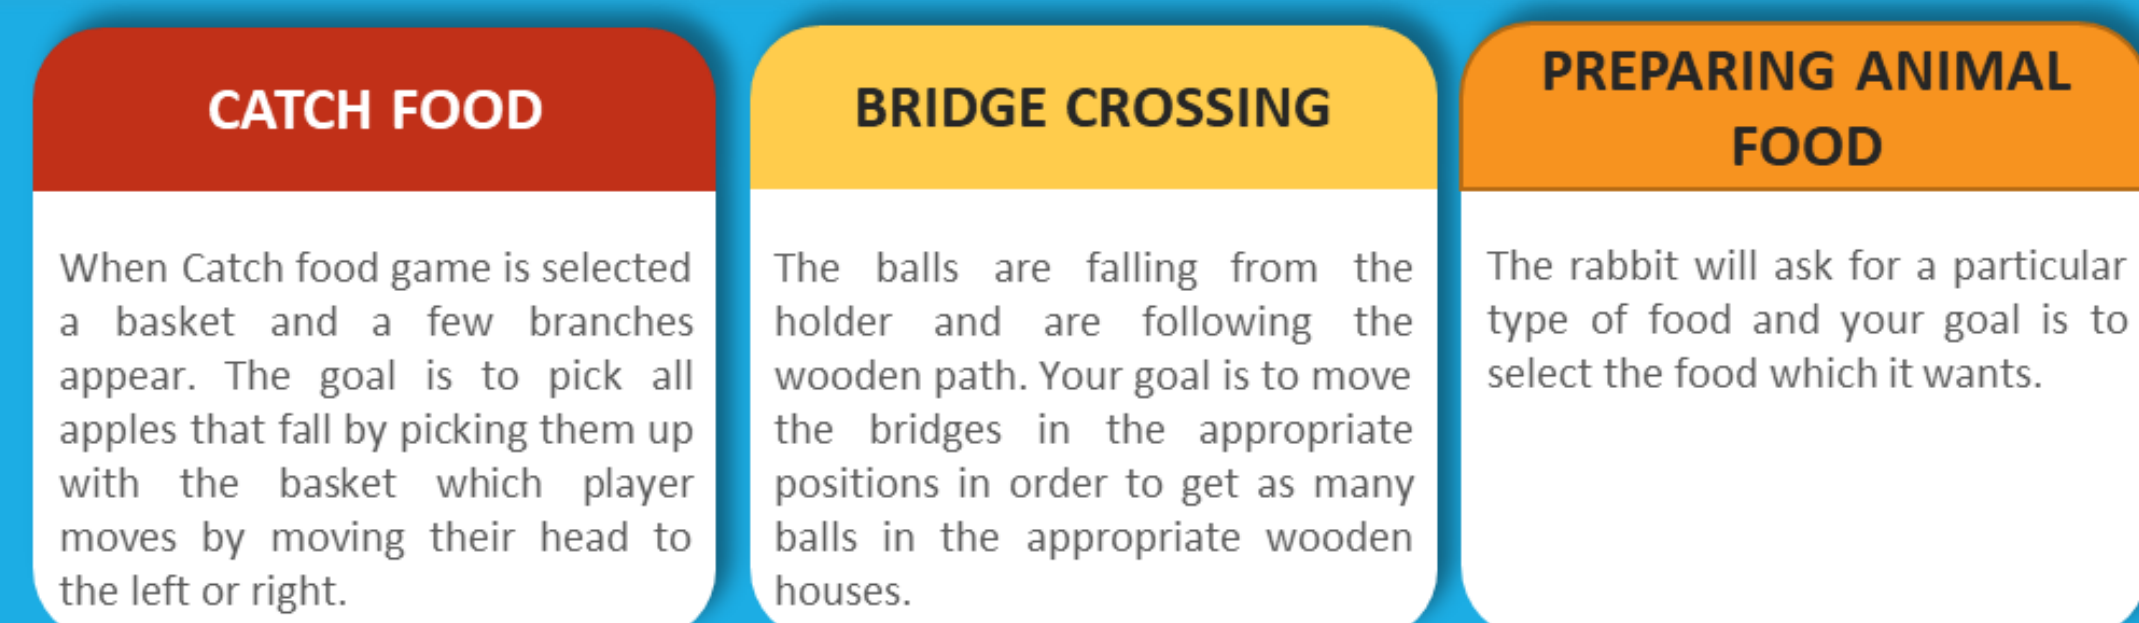 CATCH FOOD
When Catch food game is selected
a basket and a few branches
appear. The goal is to pick all
apples that fall by picking them up
with the basket which player
moves by moving their head to
the left or right.
BRIDGE CROSSING
The balls are falling from the
holder and are following the
wooden path. Your goal is to move
the bridges in the appropriate
positions in order to get as many
balls in the appropriate wooden
houses.
PREPARING ANIMAL
FOOD
The rabbit will ask for a particular
type of food and your goal is to
select the food which it wants.